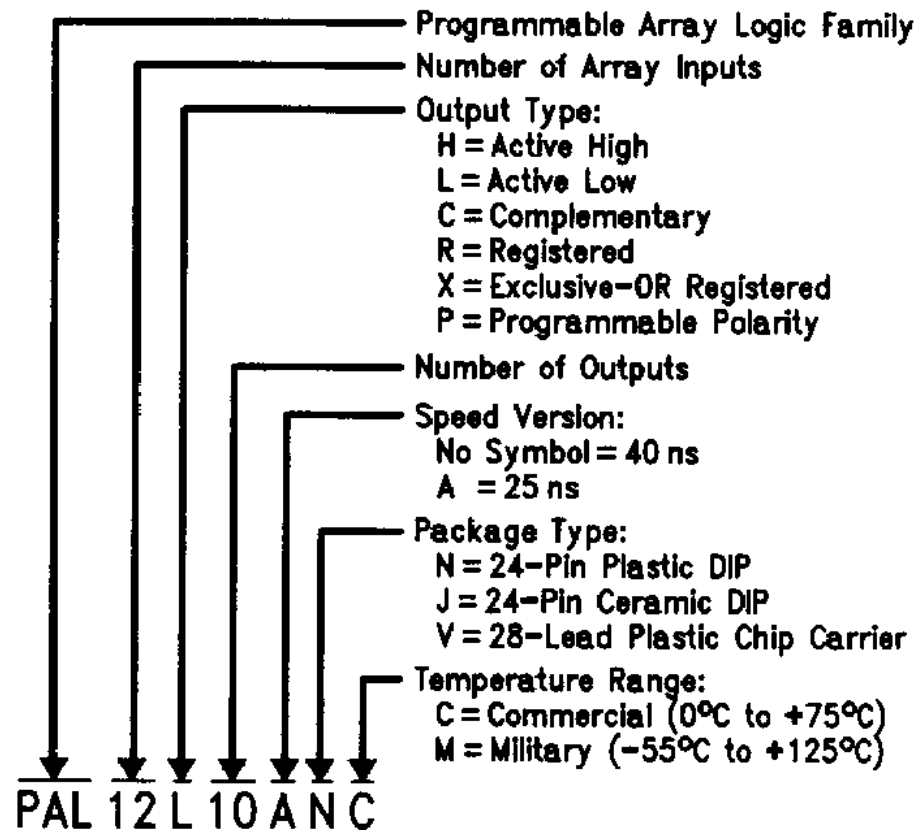 Programmable Array Logic Family
Number of Array Inputs
Output Type:
H = Active High
L = Active Low
C = Complementary
R = Registered
X = Exclusive-OR Registered
P = Programmable Polarity
Number of Outputs
Speed Version:
No Symbol = 40 ns
A = 25 ns
Package Type:
N = 24-Pin Plastic DIP
J = 24-Pin Ceramic DIP
V = 28-Lead Plastic Chip Carrier
Temperature Range:
C = Commercial (0°C to +75°C)
M = Military (-55°C to +125°C)
PAL 12 L 10 A N C